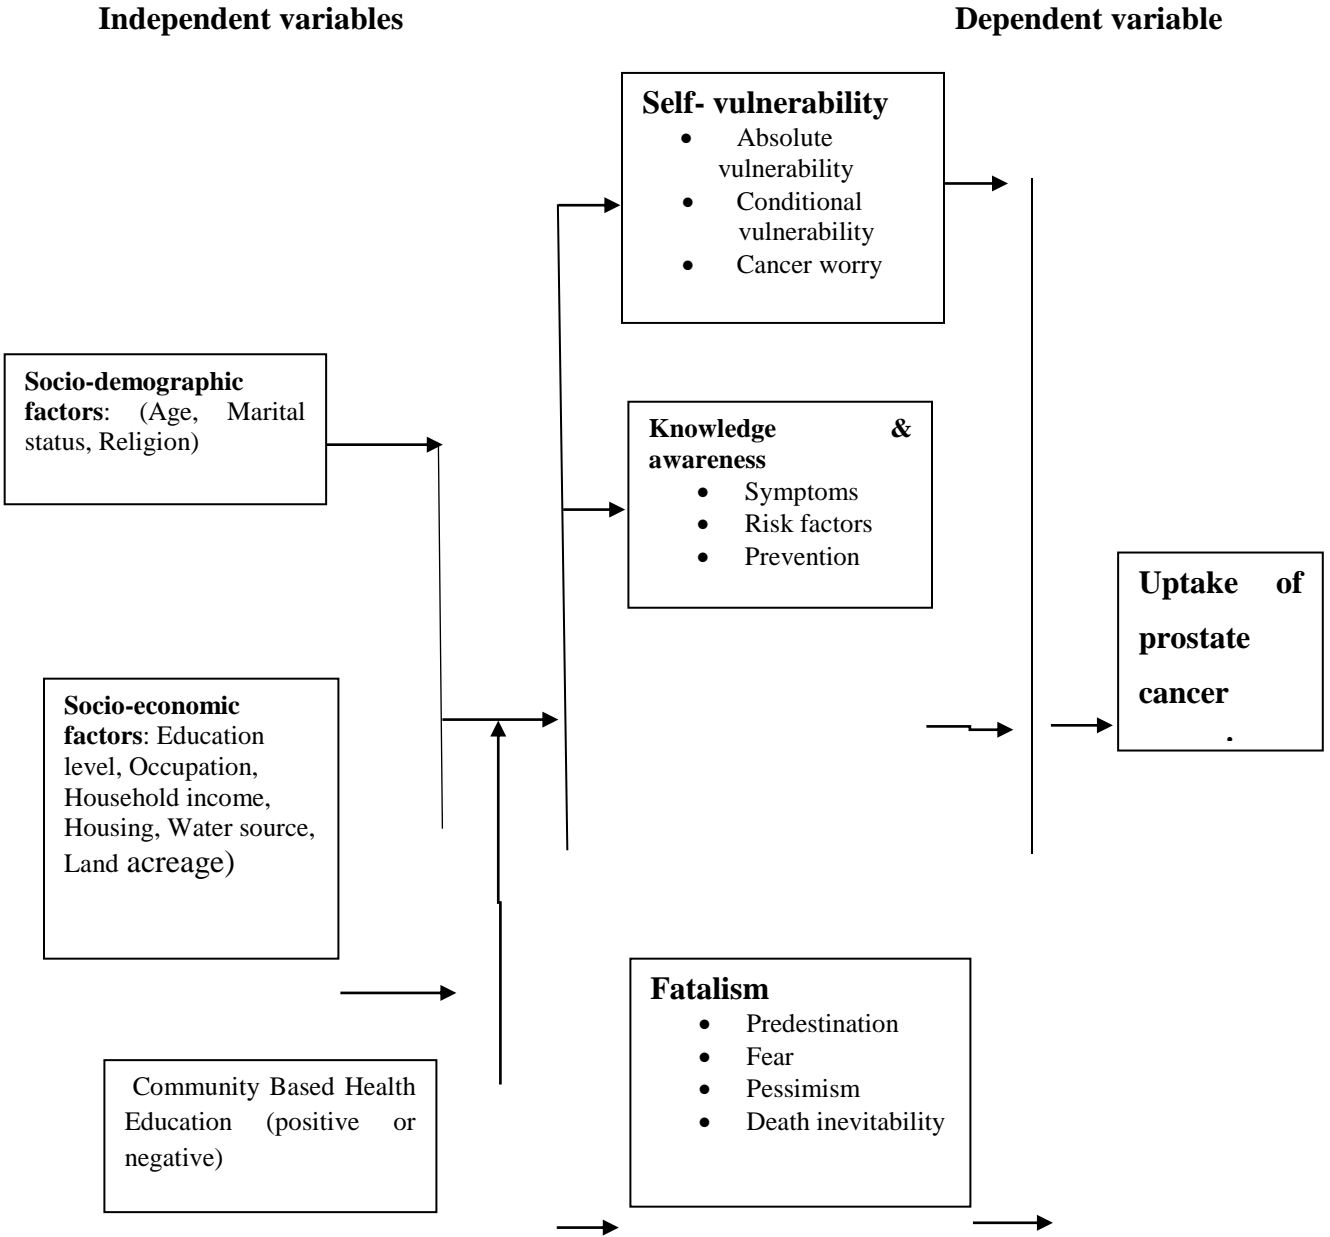 Independent variables
Dependent variable
Self- vulnerability
• Absolute
vulnerability
• Conditional
vulnerability
• Cancer worry
Socio-demographic
factors: (Age, Marital
status, Religion)
Knowledge &
awareness
• Symptoms
• Risk factors
• Prevention
Uptake of
prostate
cancer
Socio-economic
factors: Education
level, Occupation,
Household income,
Housing, Water source,
Land acreage)
Fatalism
• Predestination
• Fear
• Pessimism
• Death inevitability
Community Based Health
Education (positive or
negative)